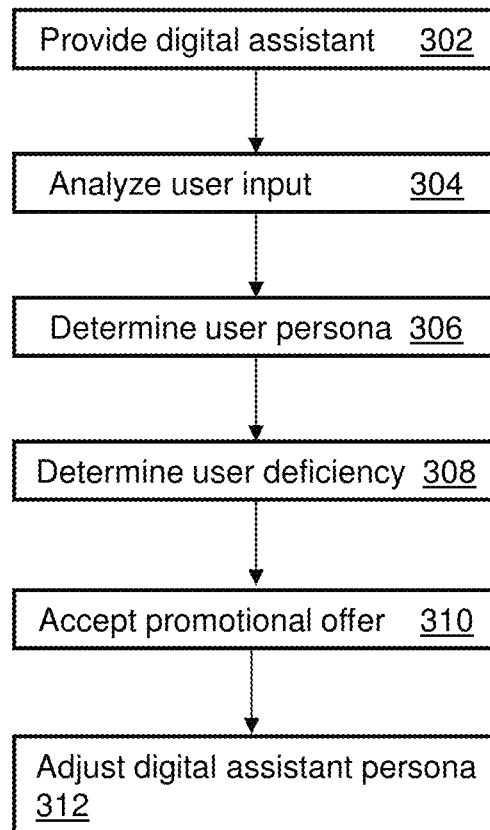 Provide digital assistant 302
Analyze user input 304
Determine user persona 306
Determine user deficiency 308
Accept promotional offer 310
Adjust digital assistant persona
312